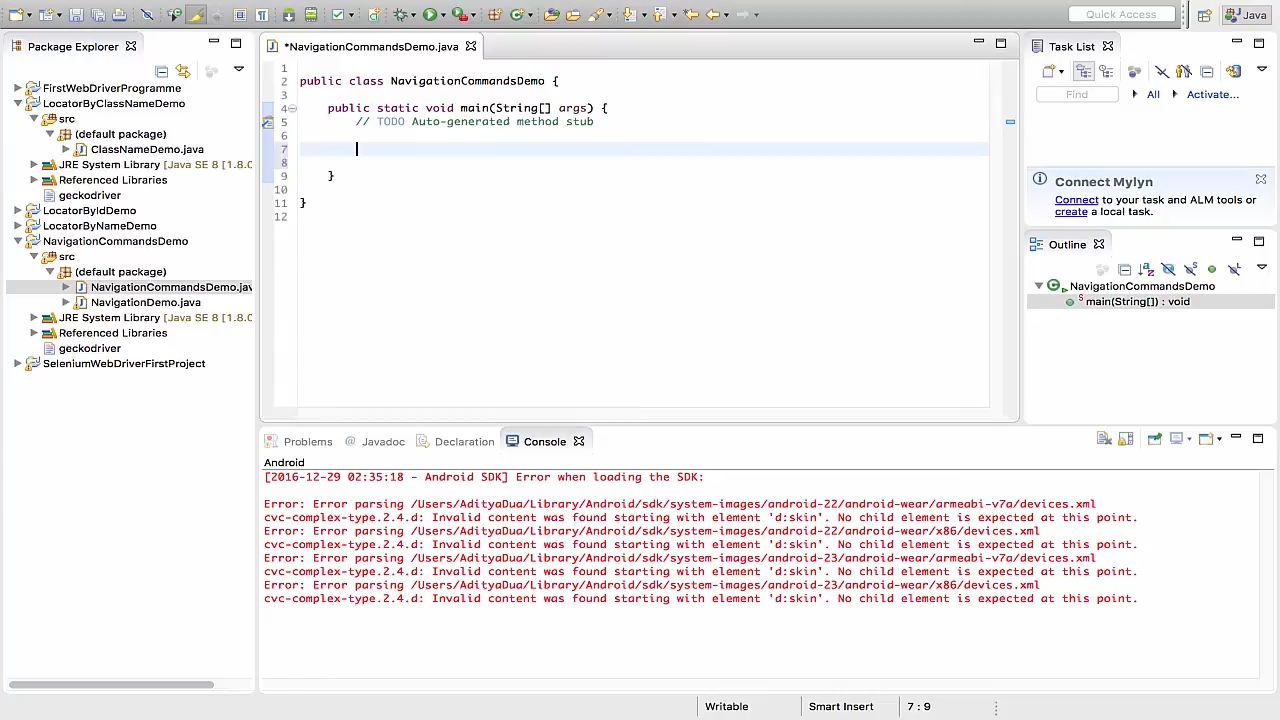 Quick Access
Java
Package Explorer
FirstWebDriverProgramme
LocatorByClassNameDemo
src
(default package)
ClassNameDemo.java
JRE System Library [Java SE 8 [1.8.0
Referenced Libraries
geckodriver
LocatorByIdDemo
LocatorByNameDemo
NavigationCommandsDemo
src
(default package)
NavigationCommandsDemo.jav
NavigationDemo.java
JRE System Library [Java SE 8 [1.8.0
Referenced Libraries
geckodriver
SeleniumWebDriverFirstProject
*NavigationCommandsDemo.java
1
2 public class NavigationCommandsDemo {
3
4 public static void main(String[] args) {
5 // TODO Auto-generated method stub
6
7
8
9 }
10
11 }
12
Task List
Find
All
Activate...
Connect Mylyn
Connect to your task and ALM tools or
create a local task.
Outline
NavigationCommandsDemo
main(String[]) : void
Problems
@ Javadoc
Declaration
Console
Android
[2016-12-29 02:35:18 - Android SDK] Error when loading the SDK:
Error: Error parsing /Users/AdityaDua/Library/Android/sdk/system-images/android-22/android-wear/armeabi-v7a/devices.xml
cvc-complex-type.2.4.d: Invalid content was found starting with element 'd:skin'. No child element is expected at this point.
Error: Error parsing /Users/AdityaDua/Library/Android/sdk/system-images/android-22/android-wear/x86/devices.xml
cvc-complex-type.2.4.d: Invalid content was found starting with element 'd:skin'. No child element is expected at this point.
Error: Error parsing /Users/AdityaDua/Library/Android/sdk/system-images/android-23/android-wear/armeabi-v7a/devices.xml
cvc-complex-type.2.4.d: Invalid content was found starting with element 'd:skin'. No child element is expected at this point.
Error: Error parsing /Users/AdityaDua/Library/Android/sdk/system-images/android-23/android-wear/x86/devices.xml
cvc-complex-type.2.4.d: Invalid content was found starting with element 'd:skin'. No child element is expected at this point.
Writable
Smart Insert
7 : 9